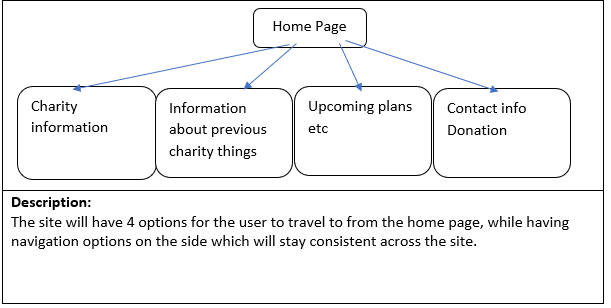 Home Page
Charity
information
Information
about previous
charity things
Upcoming plans
etc
Contact info
Donation
Description:
The site will have 4 options for the user to travel to from the home page, while having
navigation options on the side which will stay consistent across the site.